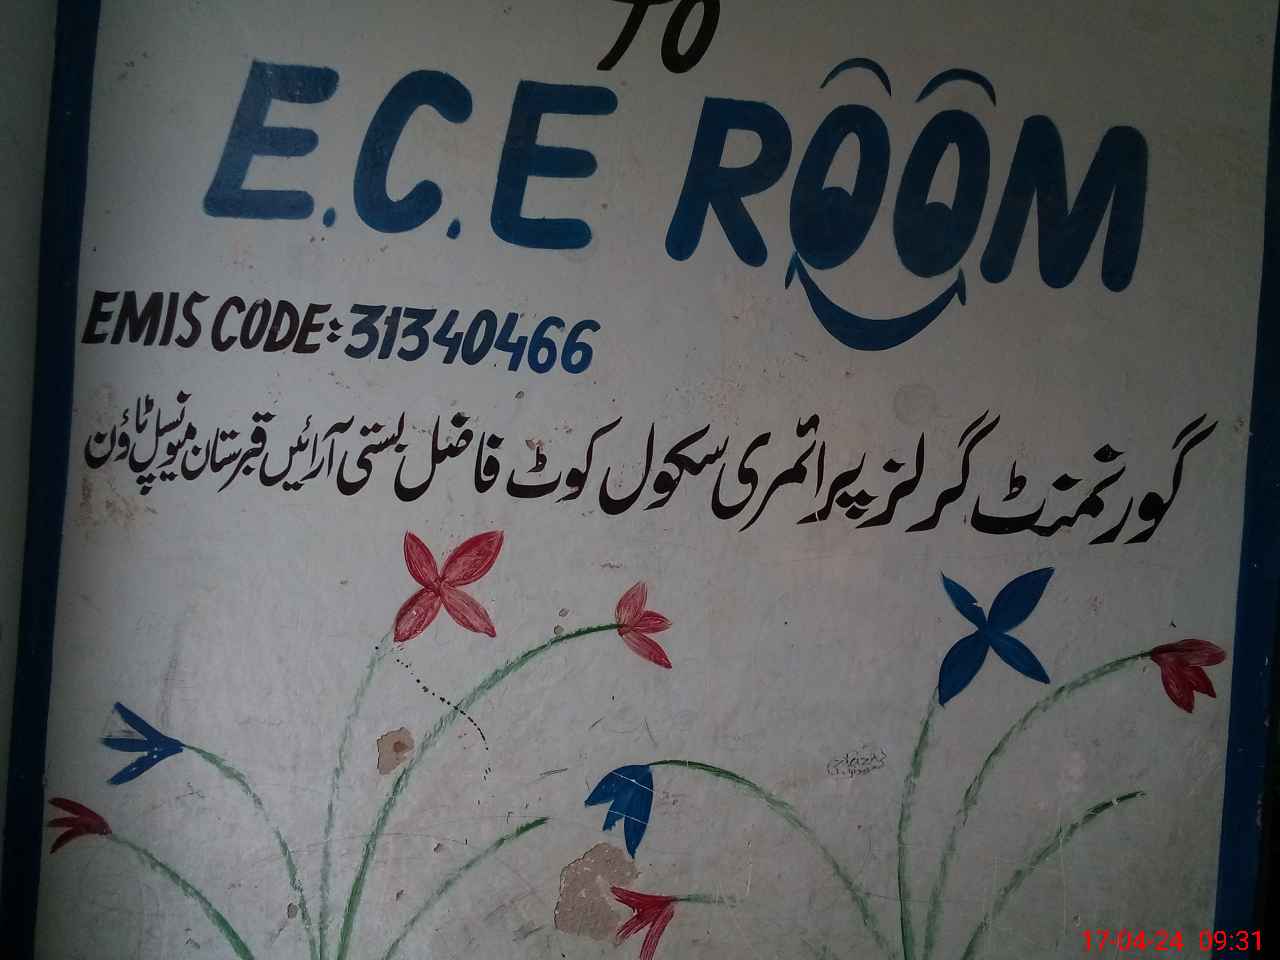 TO
E.C.E ROOM
EMIS CODE: 31340466
گورنمنٹ گرلز پرائمری سکول کوٹ فاضل بستی آرائیں قبرستان میونسپل ٹاؤن
17-04-24 09:31